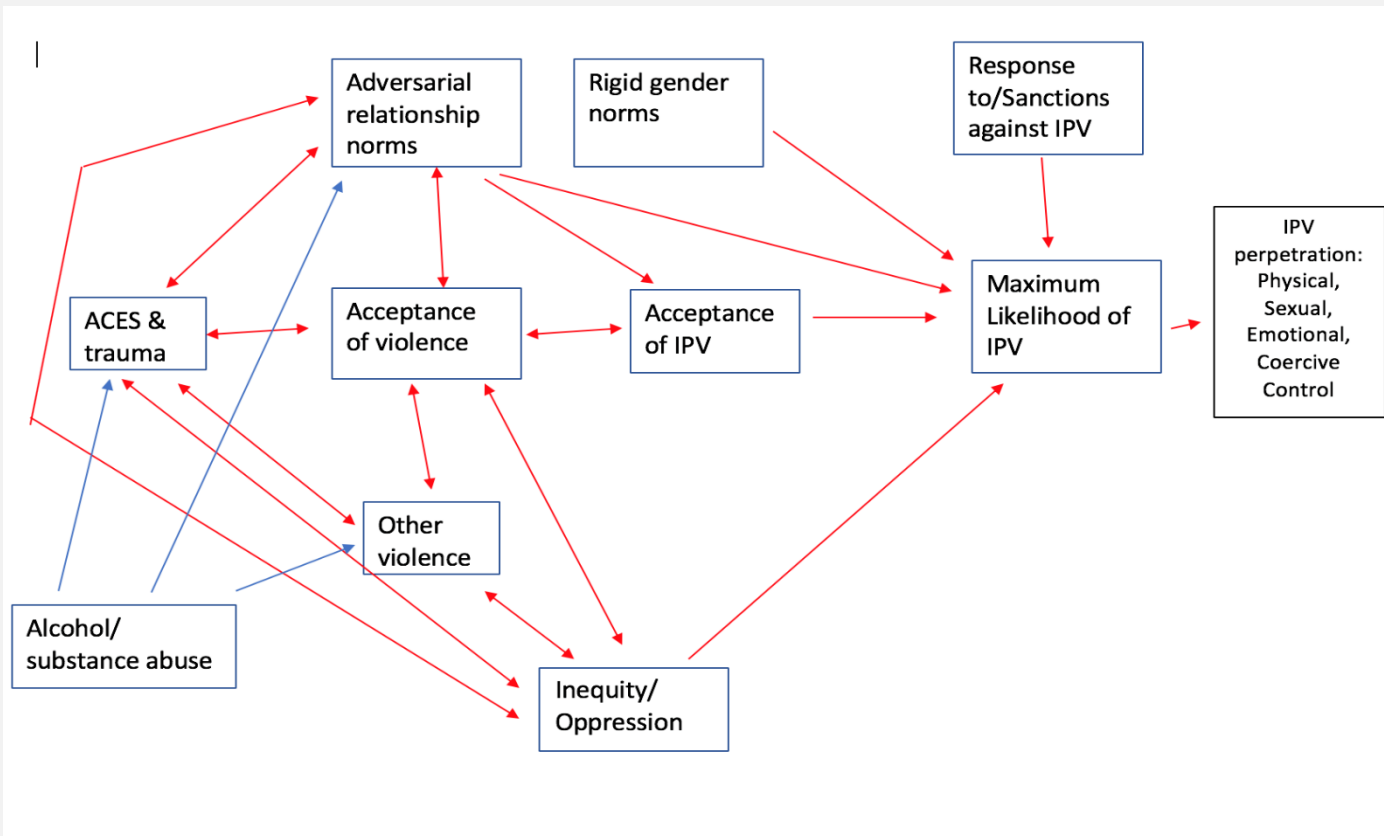 Adversarial
relationship
norms
Rigid gender
norms
Response
to/Sanctions
against IPV
IPV
perpetration:
Physical,
Sexual,
Emotional,
Coercive
Control
ACES &
trauma
Acceptance
of violence
Acceptance
of IPV
Maximum
Likelihood of
IPV
Other
violence
Alcohol/
substance abuse
Inequity/
Oppression